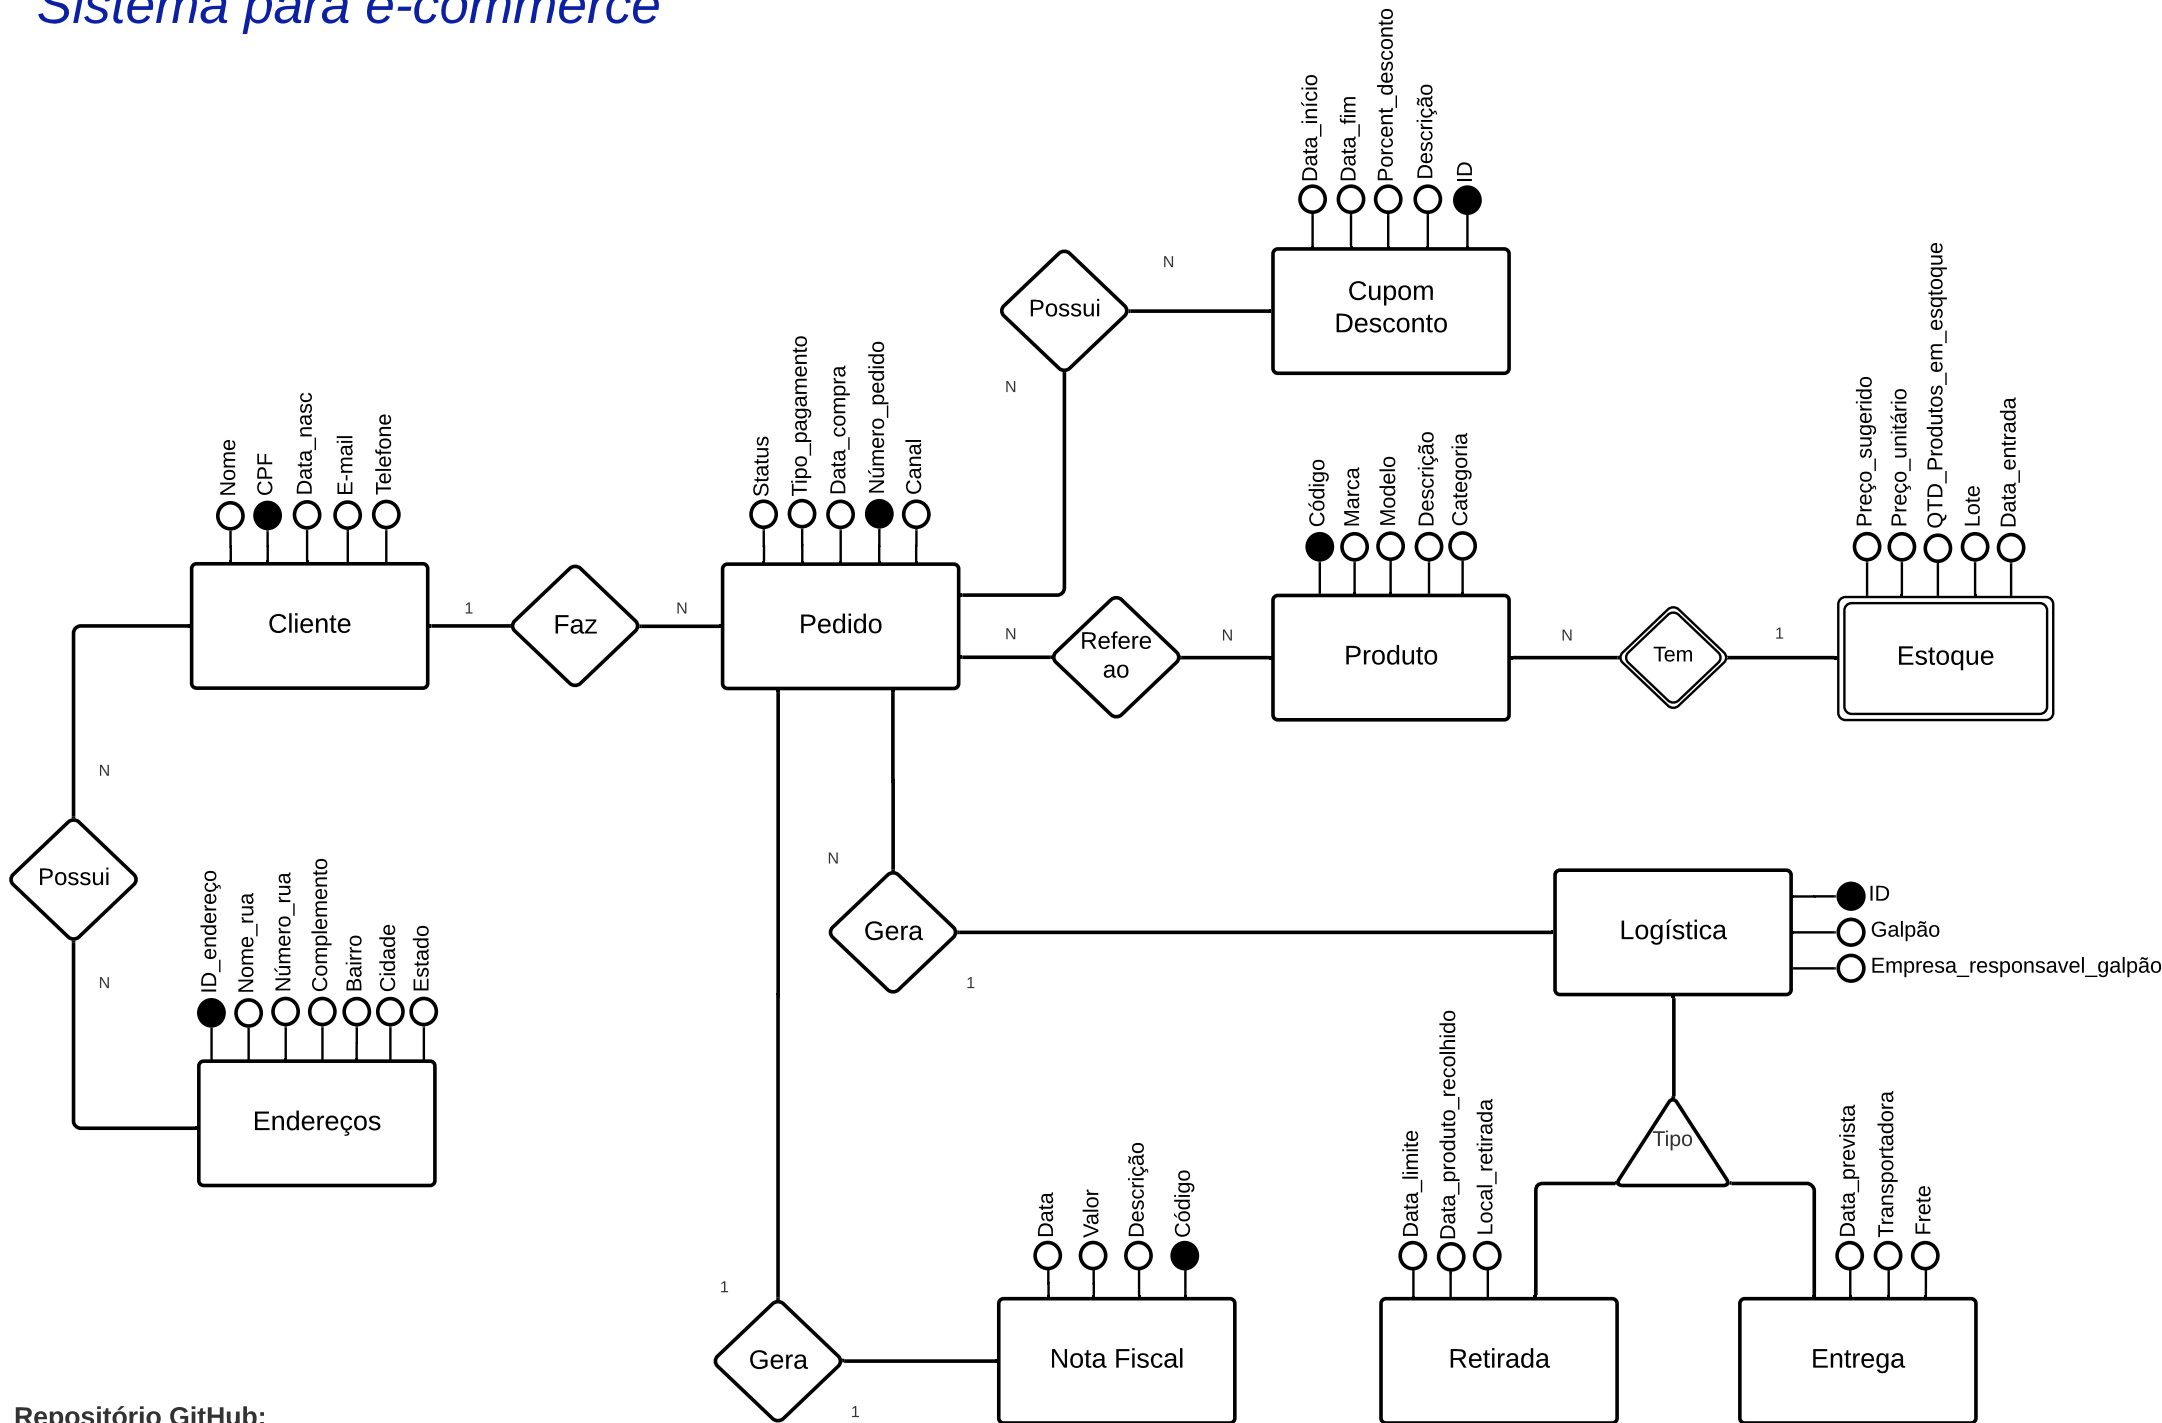 Sistema para e-commerce
Data_início
Data_fim
Porcent_desconto
Descrição
ID
Possui
N
Cupom
Desconto
N
Nome
CPF
Data_nasc
E-mail
Telefone
Status
Tipo_pagamento
Data_compra
Número_pedido
Canal
Código
Marca
Modelo
Descrição
Categoria
Preço_sugerido
Preço_unitário
QTD_Produtos_em_esqtoque
Lote
Data_entrada
Cliente
1
Faz
N
Pedido
N
Refere
ao
N
Produto
N
Tem
1
Estoque
N
Possui
N
ID_endereço
Nome_rua
Número_rua
Complemento
Bairro
Cidade
Estado
Endereços
N
Gera
1
Logística
ID
Galpão
Empresa_responsavel_galpão
Tipo
Data_limite
Data_produto_recolhido
Local_retirada
Data_prevista
Transportadora
Frete
Data
Valor
Descrição
Código
1
Gera
1
Nota Fiscal
Retirada
Entrega
Repositório GitHub: